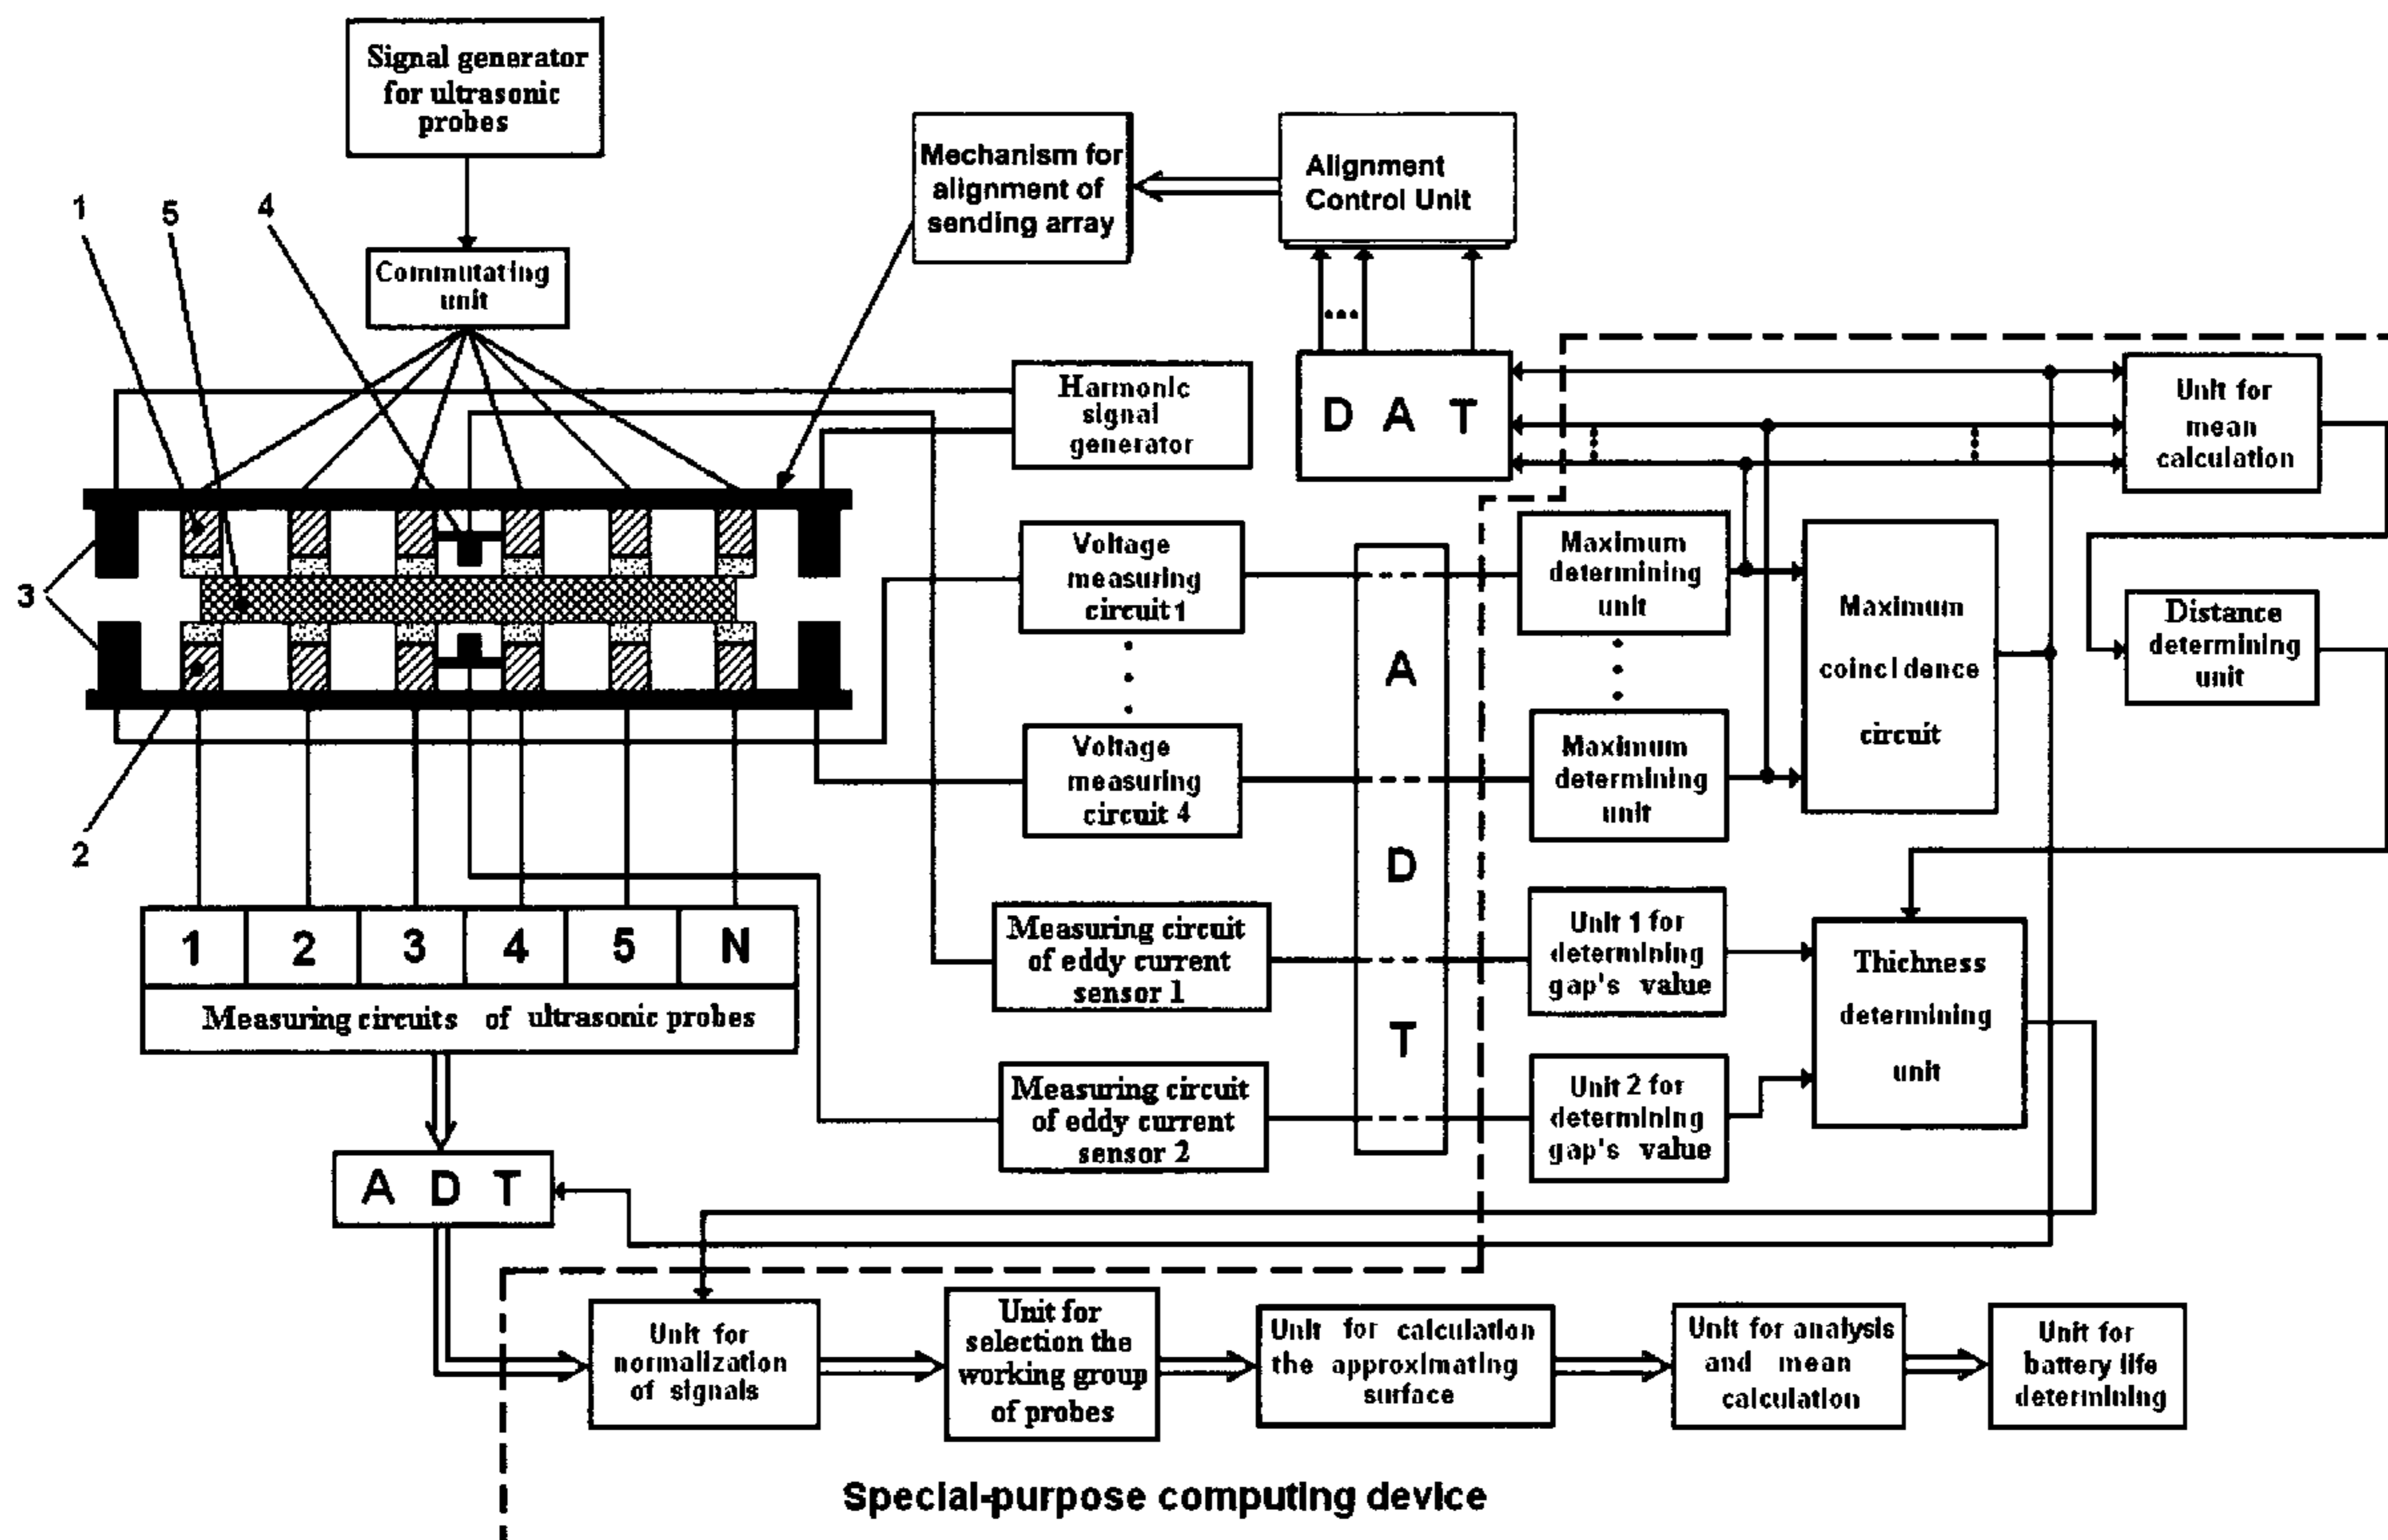 Signal generator
for ultrasonic
probes
Commutating
unit
1
5
4
3
2
Mechanism for
alignment of
sending array
Alignment
Control Unit
Harmonic
signal
generator
D A T
Unit for
mean
calculation
Voltage
measuring
circuit 1
Voltage
measuring
circuit 4
A
D
T
Maximum
determining
unit
Maximum
determining
unit
Maximum
coincidence
circuit
Distance
determining
unit
Measuring circuit
of eddy current
sensor 1
Measuring circuit
of eddy current
sensor 2
Unit 1 for
determining
gap's value
Unit 2 for
determining
gap's value
Thichness
determining
unit
1 2 3 4 5 N
Measuring circuits of ultrasonic probes
A D T
Unit for
normalization
of signals
Unit for
selection the
working group
of probes
Unit for calculation
the approximating
surface
Unit for analysis
and mean
calculation
Unit for
battery life
determining
Special-purpose computing device